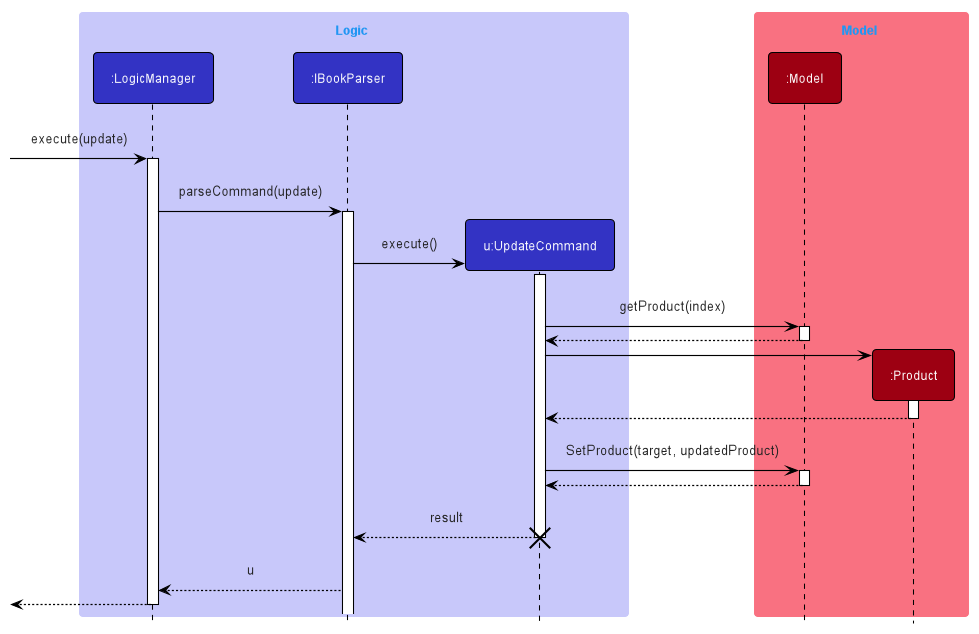 Logic
Model
:LogicManager
:IBookParser
:Model
execute(update)
parseCommand(update)
execute()
u:UpdateCommand
getProduct(index)
:Product
SetProduct(target, updatedProduct)
result
u